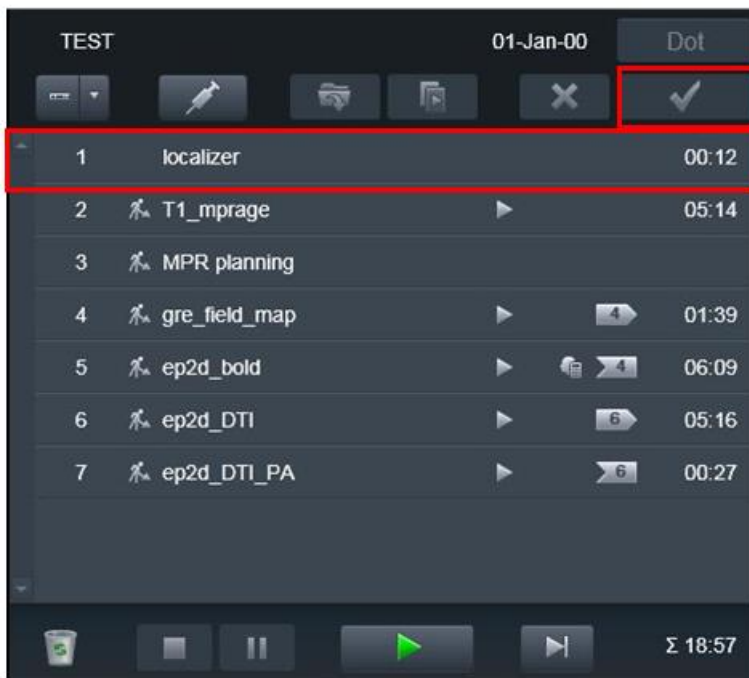 TEST 01-Jan-00 Dot
1 localizer 00:12
2 T1_mprage 05:14
3 MPR planning
4 gre_field_map 4 01:39
5 ep2d_bold 4 06:09
6 ep2d_DTI 6 05:16
7 ep2d_DTI_PA 6 00:27
Σ 18:57